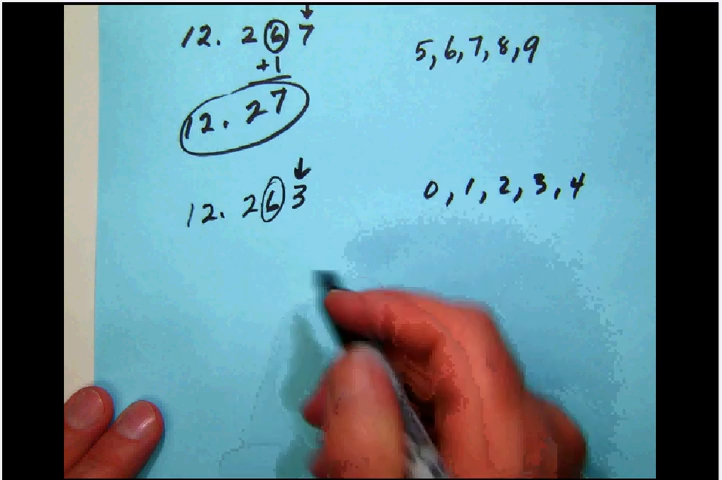 12. 267
5, 6, 7, 8, 9
+1
12. 27
12. 263
0, 1, 2, 3, 4